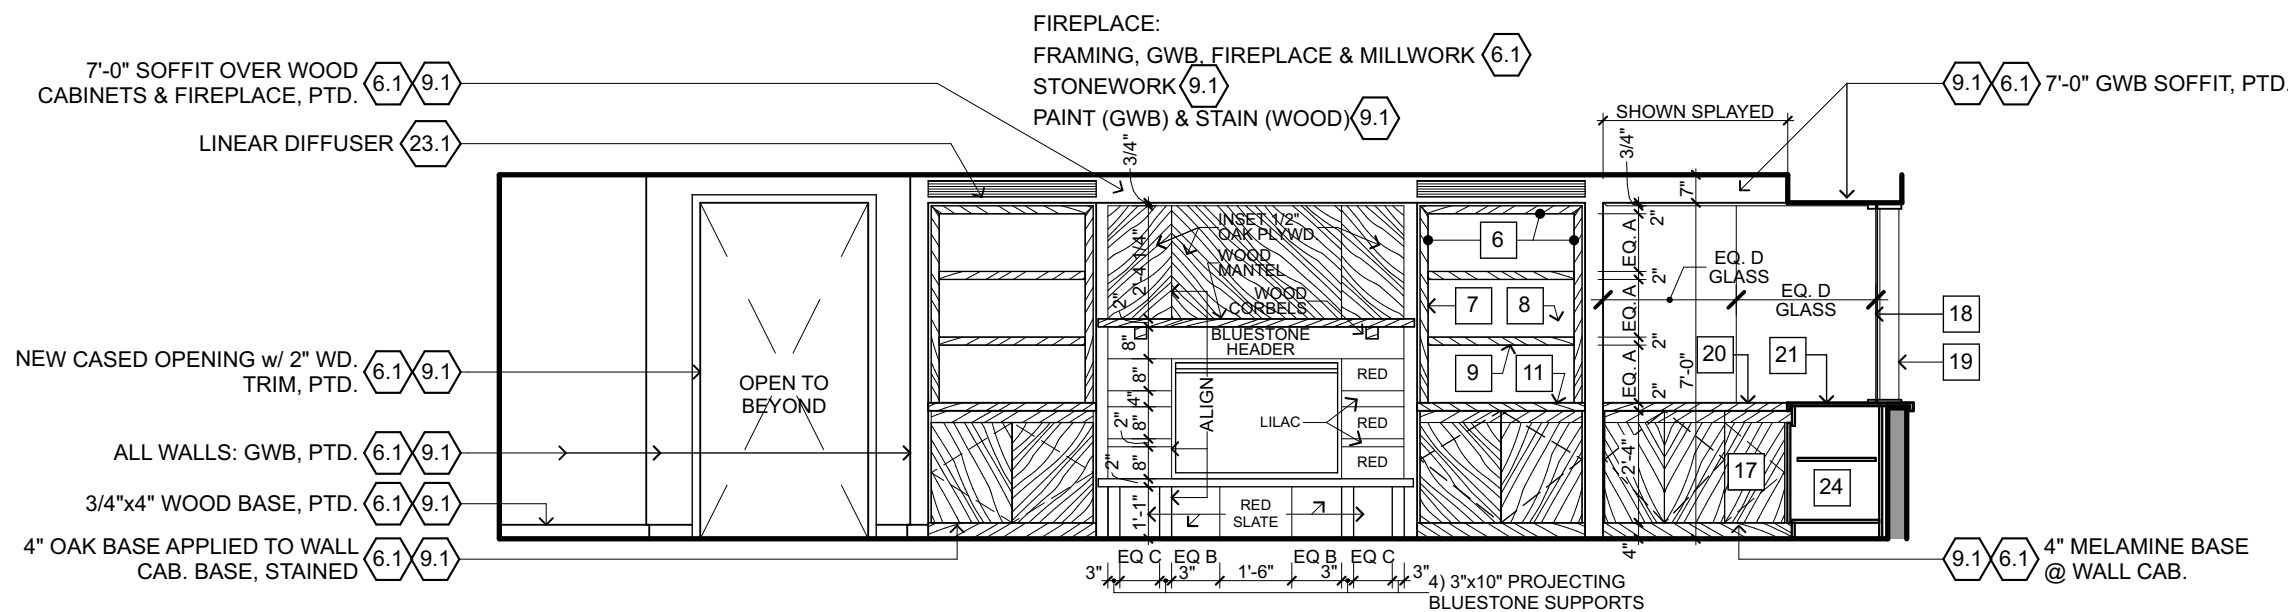 FIREPLACE:
FRAMING, GWB, FIREPLACE & MILLWORK 6.1
STONEWORK 9.1
PAINT (GWB) & STAIN (WOOD) 9.1
7'-0" SOFFIT OVER WOOD
CABINETS & FIREPLACE, PTD. 6.1 9.1
LINEAR DIFFUSER 23.1
NEW CASED OPENING w/ 2" WD.
TRIM, PTD. 6.1 9.1
ALL WALLS: GWB, PTD. 6.1 9.1
3/4"x4" WOOD BASE, PTD. 6.1 9.1
4" OAK BASE APPLIED TO WALL
CAB. BASE, STAINED 6.1 9.1
OPEN TO
BEYOND
3/4"
2'-4 1/4"
2"
8"
8"
4"
8"
2"
8"
2"
1'-1"
INSET 1/2"
OAK PLYWD
WOOD
MANTEL
WOOD
CORBELS
BLUESTONE
HEADER
ALIGN
RED
LILAC
RED
RED
RED
SLATE
EQ C
EQ B
EQ B
EQ C
3"
3"
1'-6"
3"
3"
4) 3"x10" PROJECTING
BLUESTONE SUPPORTS
6
7
8
9
11
SHOWN SPLAYED
3/4"
7"
2"
EQ. A
2"
EQ. A
2"
EQ. A
2"
7'-0"
2'-4"
4"
EQ. D
GLASS
EQ. D
GLASS
20
21
17
24
18
19
9.1 6.1 7'-0" GWB SOFFIT, PTD.
9.1 6.1 4" MELAMINE BASE
@ WALL CAB.